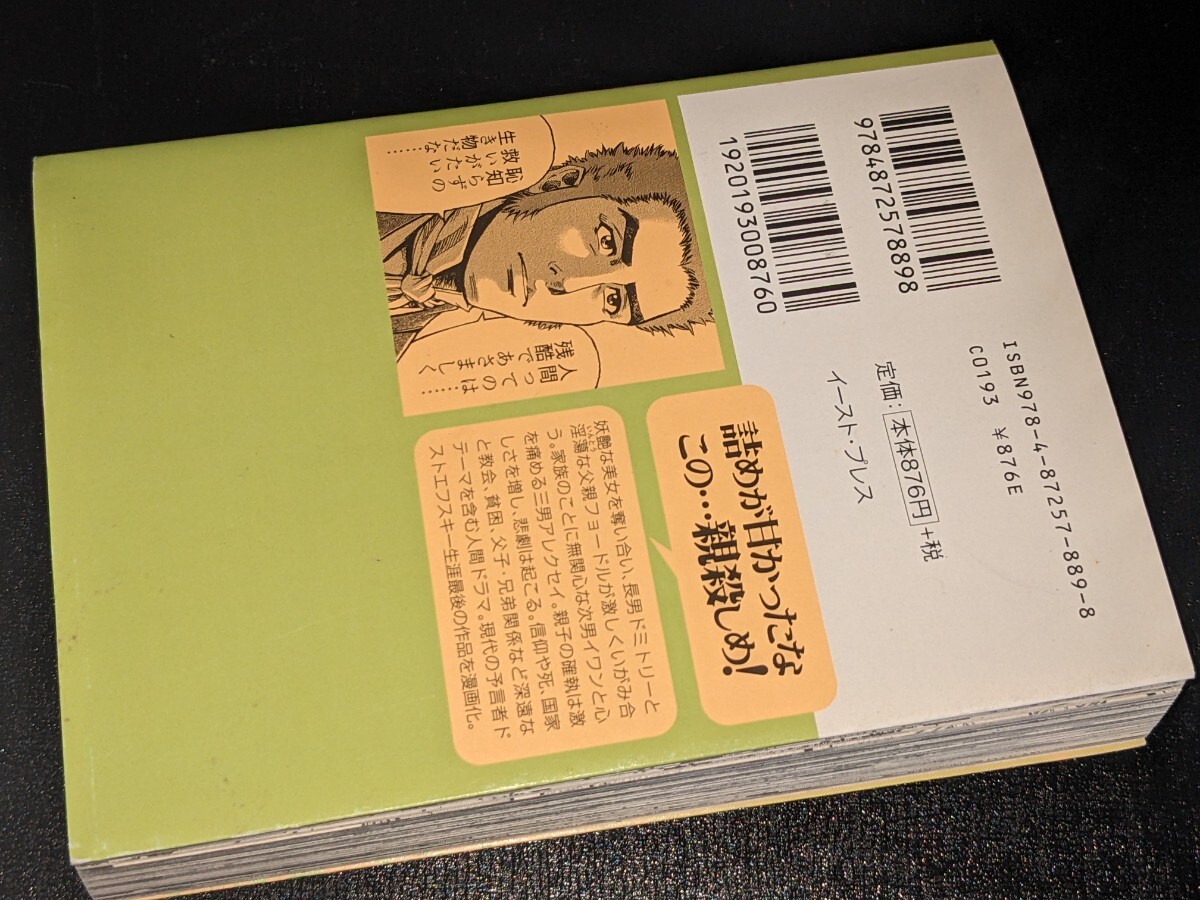 9784872578898
1920193008760
ISBN978-4-87257-889-8
C0193 ¥876E
定価:本体876円+税
イースト・プレス
詰めが甘かったな
この…親殺しめ!
妖艶な美女を奪い合い、長男ドミトリーと
淫蕩な父親フョードルが激しくいがみ合
いんとう
う。家族のことに無関心な次男イワンと心
を痛める三男アレクセイ。親子の確執は激
しさを増し、悲劇は起こる。信仰や死、国家
と教会、貧困、父子・兄弟関係など深遠な
テーマを含む人間ドラマ。現代の予言者ド
ストエフスキー生涯最後の作品を漫画化。
人間ってのは……
残酷であさましく
恥知らずの
救いがたい
生き物だな……